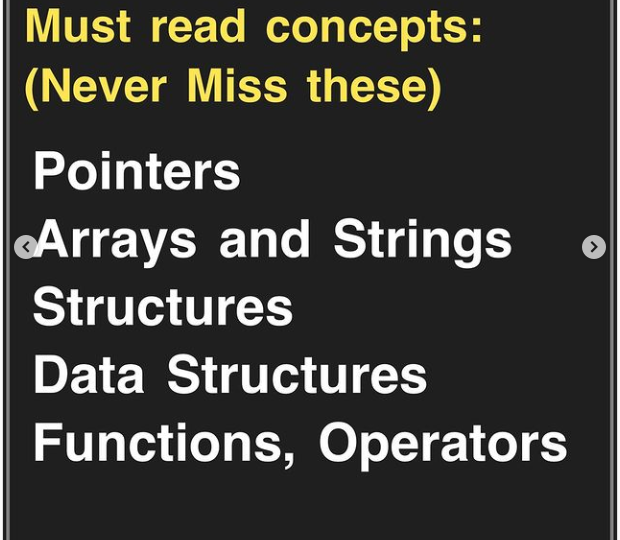 Must read concepts:
(Never Miss these)
Pointers
Arrays and Strings
Structures
Data Structures
Functions, Operators